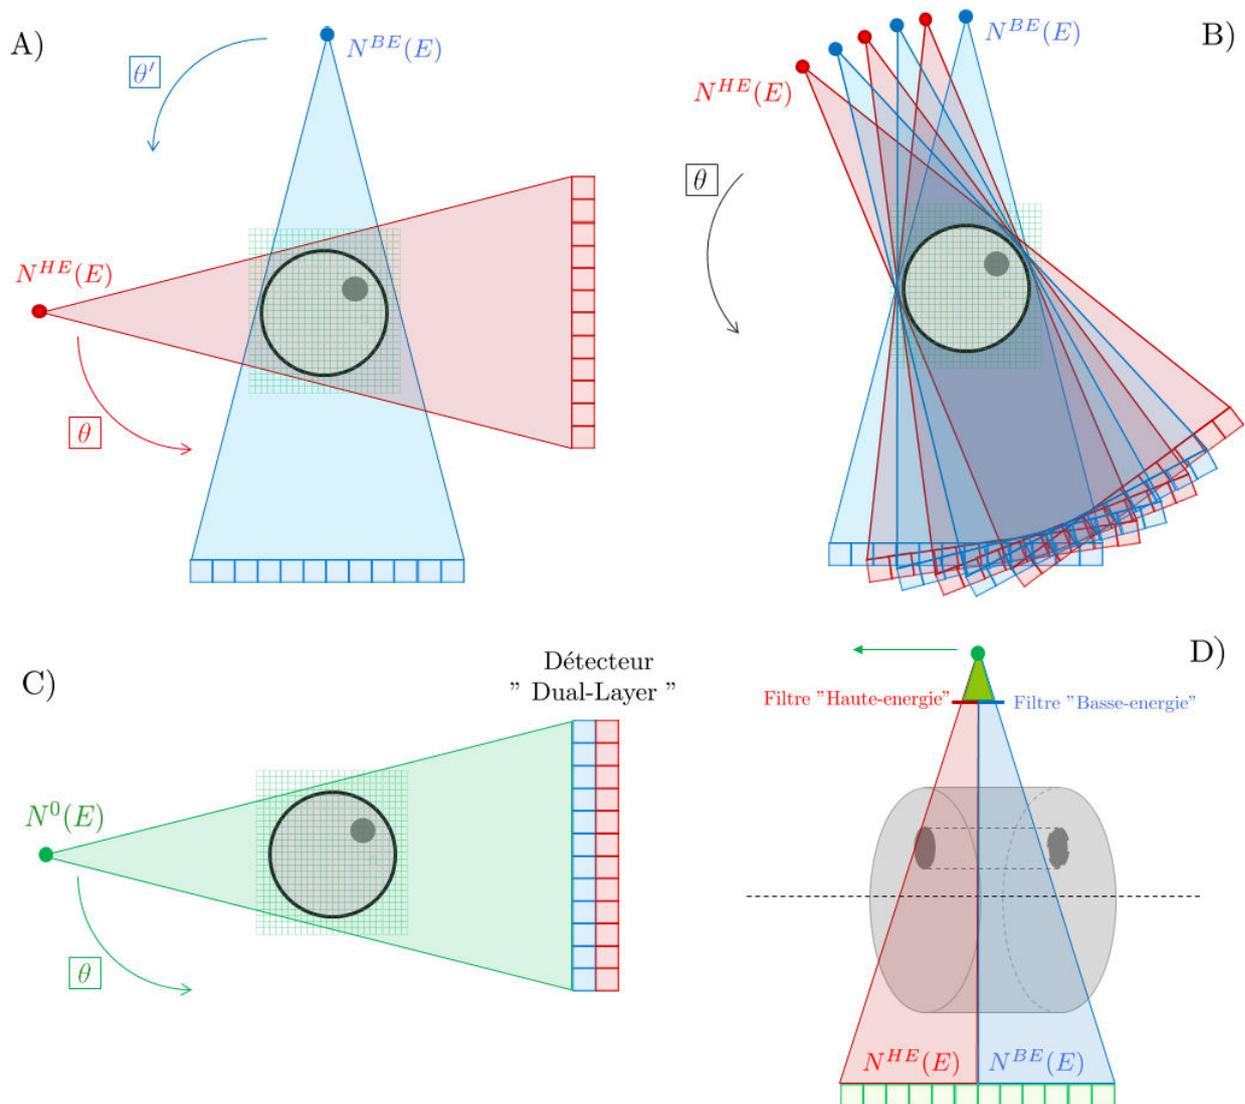 A)
θ′
N^{BE}(E)
N^{HE}(E)
θ
B)
N^{BE}(E)
N^{HE}(E)
θ
C)
Détecteur
" Dual-Layer "
N^0(E)
θ
D)
Filtre "Haute-energie"
Filtre "Basse-energie"
N^{HE}(E)
N^{BE}(E)